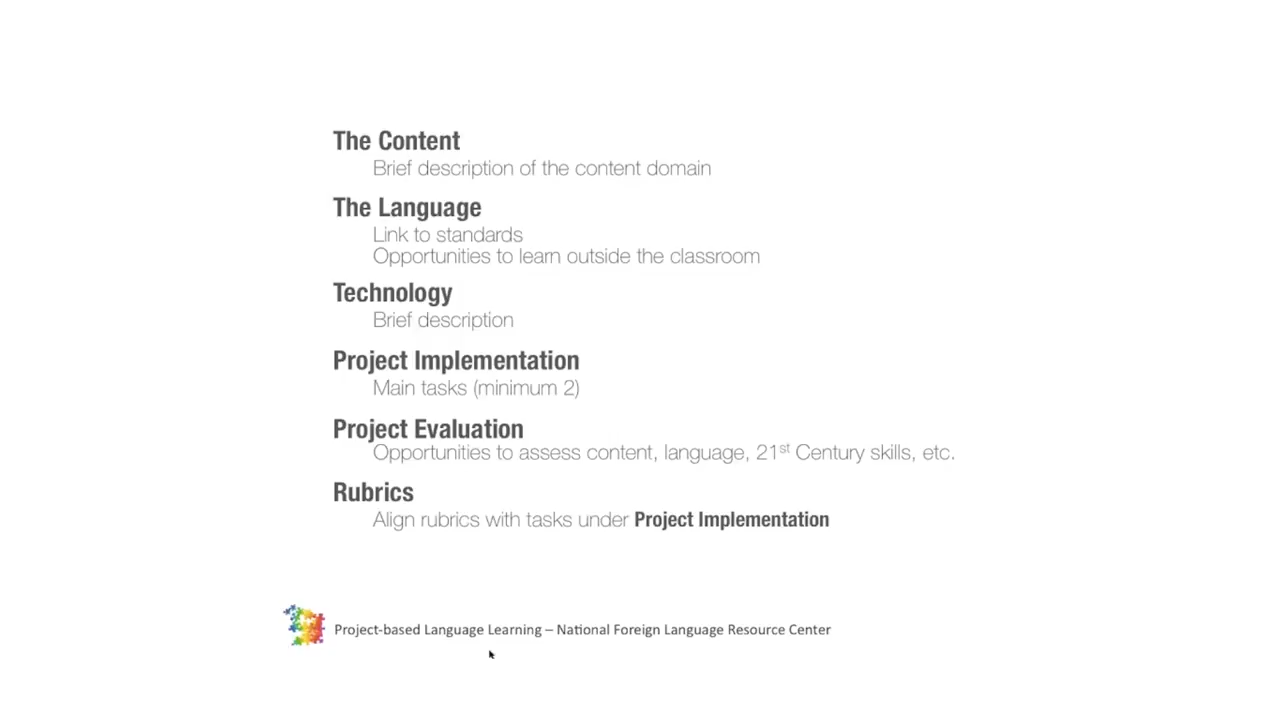 The Content
Brief description of the content domain
The Language
Link to standards
Opportunities to learn outside the classroom
Technology
Brief description
Project Implementation
Main tasks (minimum 2)
Project Evaluation
Opportunities to assess content, language, 21st Century skills, etc.
Rubrics
Align rubrics with tasks under Project Implementation
Project-based Language Learning – National Foreign Language Resource Center